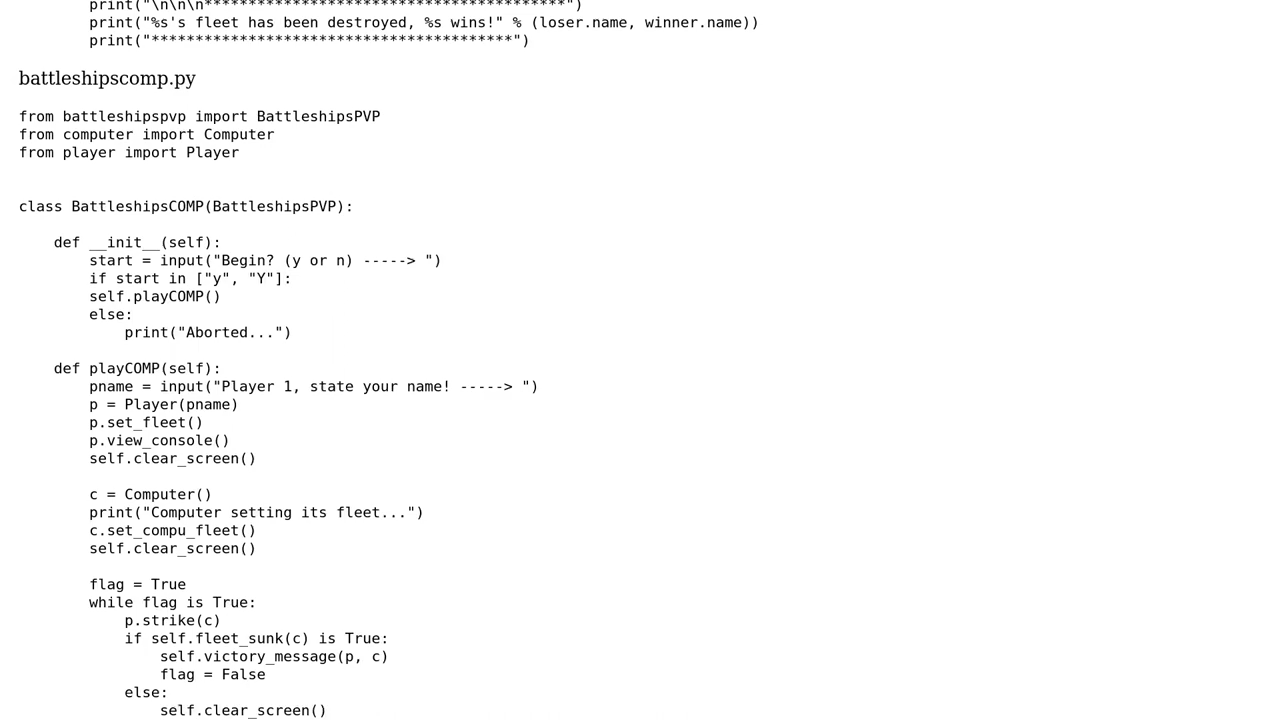 print("\n\n\n*****************************************")
        print("%s's fleet has been destroyed, %s wins!" % (loser.name, winner.name))
        print("*****************************************")
battleshipscomp.py
from battleshipspvp import BattleshipsPVP
from computer import Computer
from player import Player
class BattleshipsCOMP(BattleshipsPVP):
    def __init__(self):
        start = input("Begin? (y or n) -----> ")
        if start in ["y", "Y"]:
        self.playCOMP()
        else:
            print("Aborted...")
    def playCOMP(self):
        pname = input("Player 1, state your name! -----> ")
        p = Player(pname)
        p.set_fleet()
        p.view_console()
        self.clear_screen()
        c = Computer()
        print("Computer setting its fleet...")
        c.set_compu_fleet()
        self.clear_screen()
        flag = True
        while flag is True:
            p.strike(c)
            if self.fleet_sunk(c) is True:
                self.victory_message(p, c)
                flag = False
            else:
                self.clear_screen()